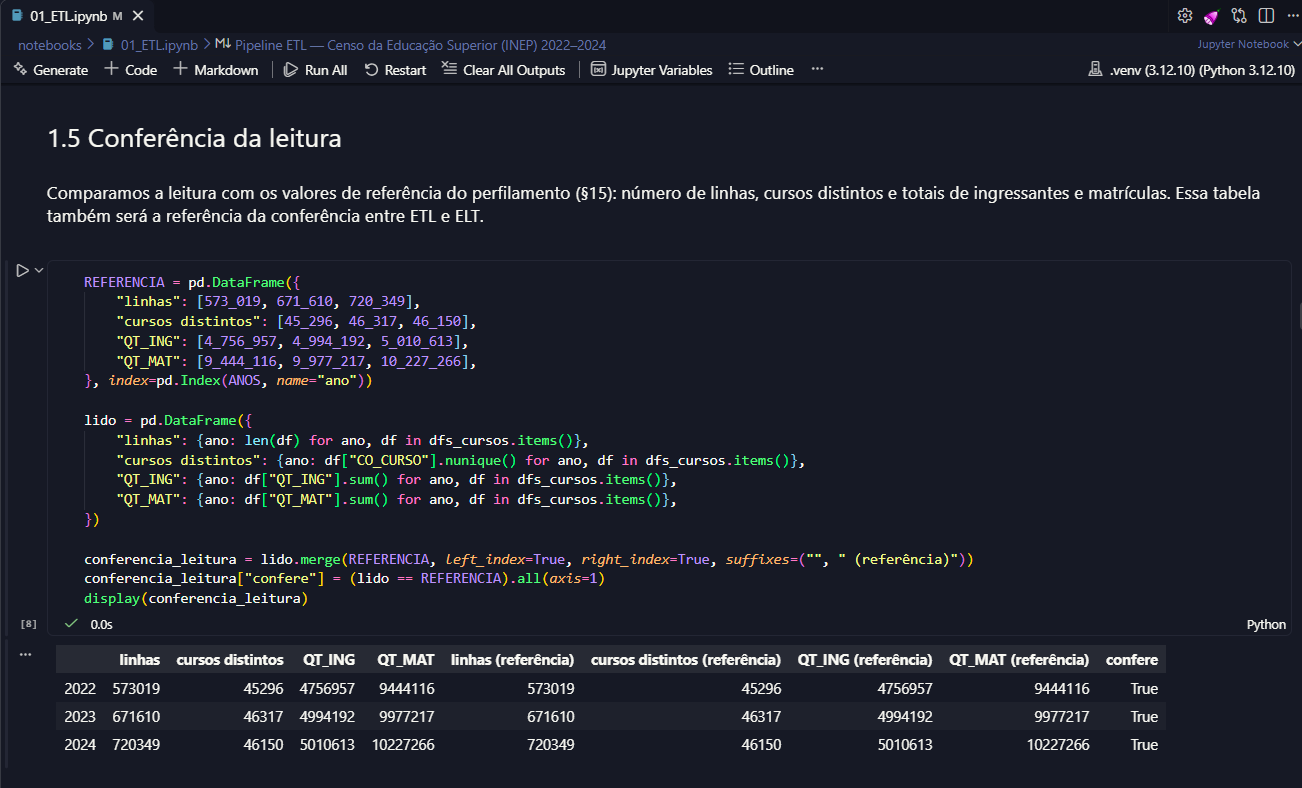 01_ETL.ipynb M
notebooks > 01_ETL.ipynb > M↓ Pipeline ETL — Censo da Educação Superior (INEP) 2022–2024
Jupyter Notebook
Generate + Code + Markdown Run All Restart Clear All Outputs Jupyter Variables Outline ... .venv (3.12.10) (Python 3.12.10)
1.5 Conferência da leitura
Comparamos a leitura com os valores de referência do perfilamento (§15): número de linhas, cursos distintos e totais de ingressantes e matrículas. Essa tabela
também será a referência da conferência entre ETL e ELT.
REFERENCIA = pd.DataFrame({
    "linhas": [573_019, 671_610, 720_349],
    "cursos distintos": [45_296, 46_317, 46_150],
    "QT_ING": [4_756_957, 4_994_192, 5_010_613],
    "QT_MAT": [9_444_116, 9_977_217, 10_227_266],
}, index=pd.Index(ANOS, name="ano"))
lido = pd.DataFrame({
    "linhas": {ano: len(df) for ano, df in dfs_cursos.items()},
    "cursos distintos": {ano: df["CO_CURSO"].nunique() for ano, df in dfs_cursos.items()},
    "QT_ING": {ano: df["QT_ING"].sum() for ano, df in dfs_cursos.items()},
    "QT_MAT": {ano: df["QT_MAT"].sum() for ano, df in dfs_cursos.items()},
})
conferencia_leitura = lido.merge(REFERENCIA, left_index=True, right_index=True, suffixes=("", " (referência)"))
conferencia_leitura["confere"] = (lido == REFERENCIA).all(axis=1)
display(conferencia_leitura)
[8] 0.0s Python
linhas cursos distintos QT_ING QT_MAT linhas (referência) cursos distintos (referência) QT_ING (referência) QT_MAT (referência) confere
2022 573019 45296 4756957 9444116 573019 45296 4756957 9444116 True
2023 671610 46317 4994192 9977217 671610 46317 4994192 9977217 True
2024 720349 46150 5010613 10227266 720349 46150 5010613 10227266 True